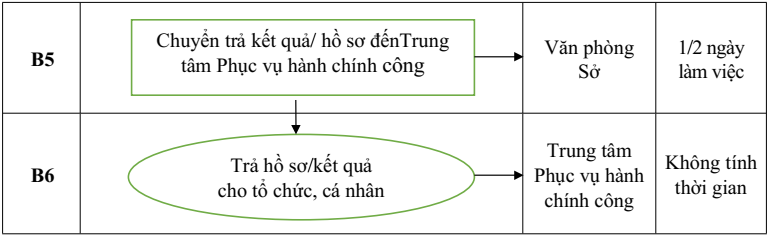 B5
Chuyển trả kết quả/ hồ sơ đếnTrung
tâm Phục vụ hành chính công
Văn phòng
Sở
1/2 ngày
làm việc
B6
Trả hồ sơ/kết quả
cho tổ chức, cá nhân
Trung tâm
Phục vụ hành
chính công
Không tính
thời gian